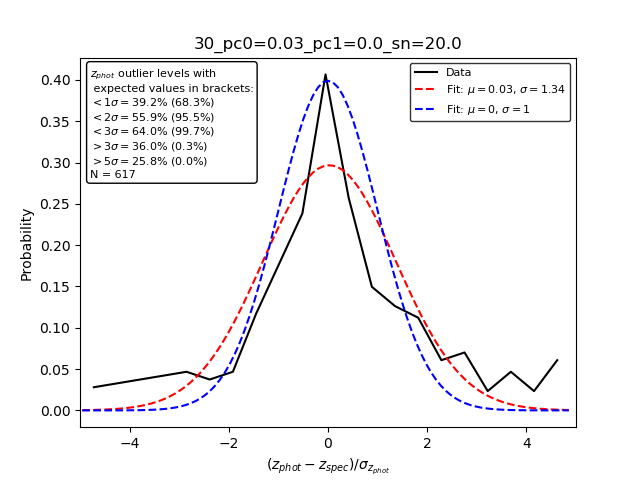 30_pc0=0.03_pc1=0.0_sn=20.0
z_phot outlier levels with
expected values in brackets:
<1σ=39.2% (68.3%)
<2σ=55.9% (95.5%)
<3σ=64.0% (99.7%)
>3σ=36.0% (0.3%)
>5σ=25.8% (0.0%)
N = 617
Data
Fit: μ=0.03, σ=1.34
Fit: μ=0, σ=1
Probability
0.40
0.35
0.30
0.25
0.20
0.15
0.10
0.05
0.00
−4 −2 0 2 4
(z_phot − z_spec)/σ_z_phot